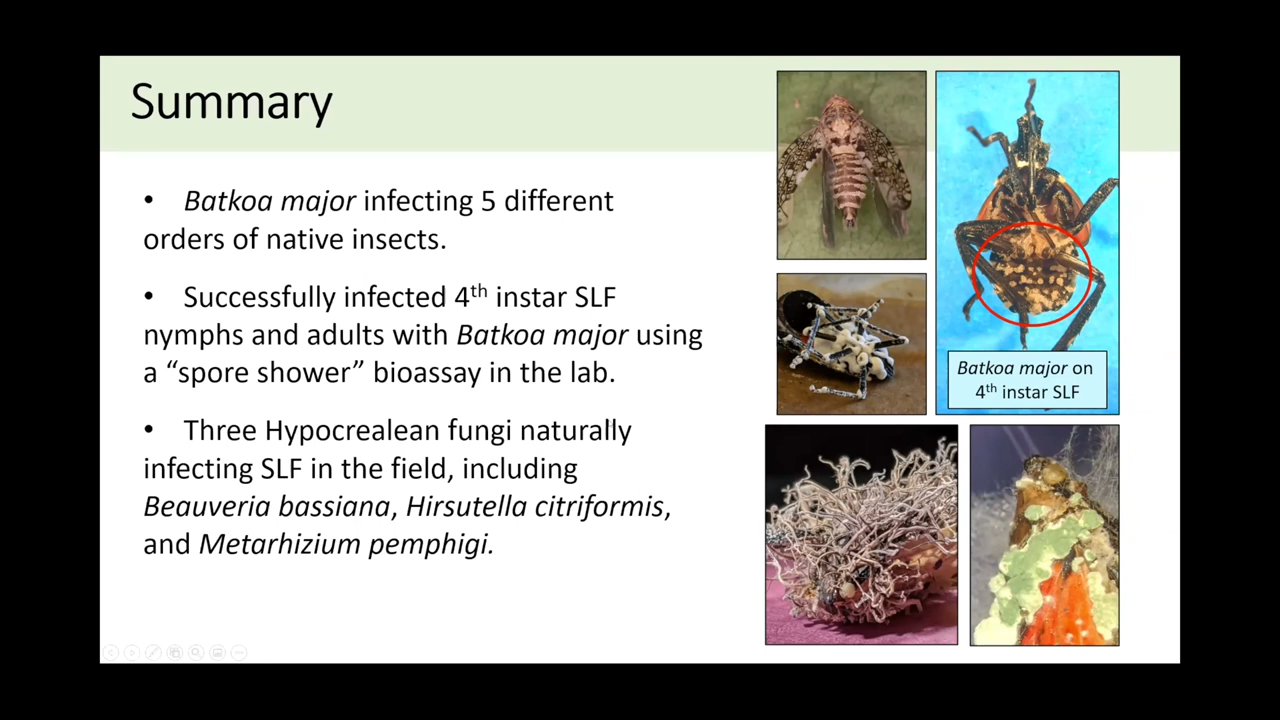 Summary
• Batkoa major infecting 5 different
orders of native insects.
• Successfully infected 4th instar SLF
nymphs and adults with Batkoa major using
a “spore shower” bioassay in the lab.
• Three Hypocrealean fungi naturally
infecting SLF in the field, including
Beauveria bassiana, Hirsutella citriformis,
and Metarhizium pemphigi.
Batkoa major on
4th instar SLF